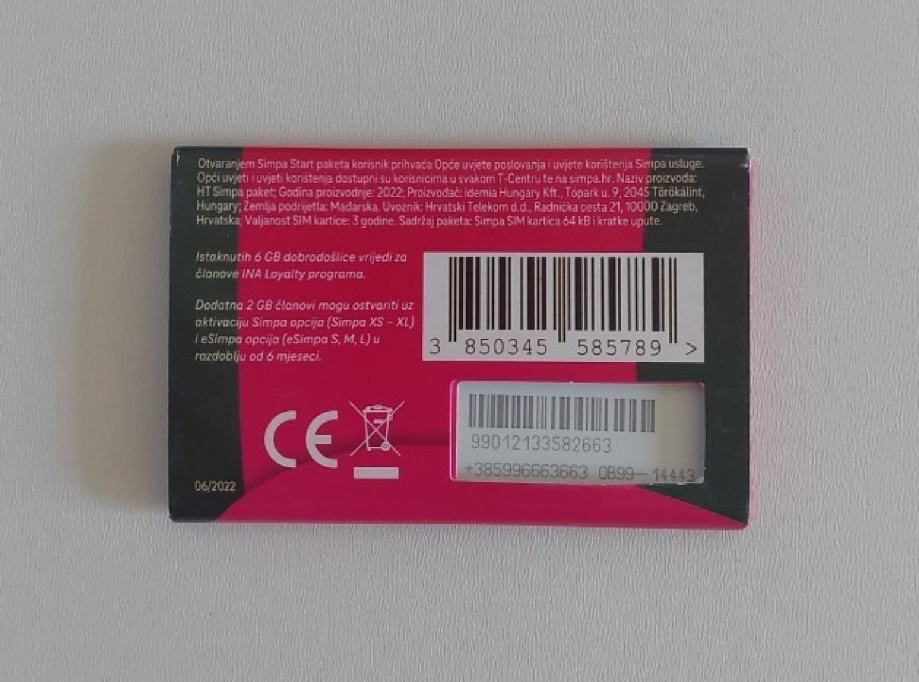 Otvaranjem Simpa Start paketa korisnik prihvaća Opće uvjete poslovanja i uvjete korištenja Simpa usluge.
Opći uvjeti i uvjeti korištenja dostupni su korisnicima u svakom T-Centru te na simpa.hr. Naziv proizvoda:
HT Simpa paket; Godina proizvodnje: 2022; Proizvođač: Idemia Hungary Kft., Topark u. 9, 2045 Törökálint,
Hungary; Zemlja podrijetla: Mađarska. Uvoznik: Hrvatski Telekom d.d., Radnička cesta 21, 10000 Zagreb,
Hrvatska; Valjanost SIM kartice: 3 godine. Sadržaj paketa: Simpa SIM kartica 64 kB i kratke upute.
Istaknutih 6 GB dobrodošlice vrijedi za
članove INA Loyalty programa.
Dodatna 2 GB članovi mogu ostvariti uz
aktivaciju Simpa opcija (Simpa XS – XL)
i eSimpa opcija (eSimpa S, M, L) u
razdoblju od 6 mjeseci.
3 850345 585789 >
CE
99012133582663
+385996663663 0B99-14443
06/2022